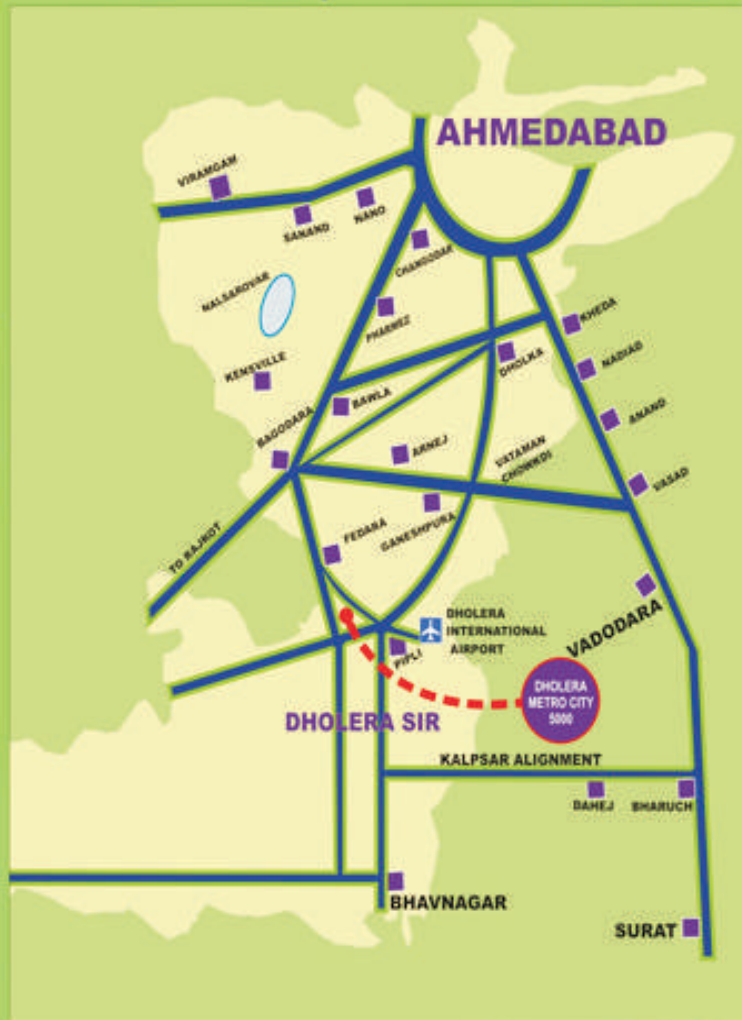 AHMEDABAD
VIRAMGAM
SANAND
NANO
CHANGODAR
NALSAROVAR
PHARMEZ
KHEDA
KENSVILLE
DHOLKA
NADIAD
BAWLA
BAGODARA
ANAND
ARNEJ
VATAMAN
CHOWKDI
VASAD
FEDARA
GANESHPURA
TO RAJKOT
DHOLERA
INTERNATIONAL
AIRPORT
VADODARA
PIPLI
DHOLERA
METRO CITY
5000
DHOLERA SIR
KALPSAR ALIGNMENT
DAHEJ
BHARUCH
BHAVNAGAR
SURAT